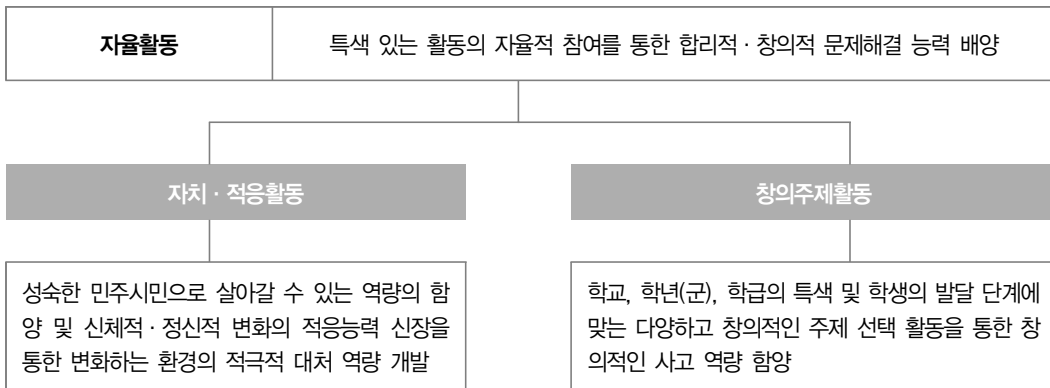 자율활동
특색 있는 활동의 자율적 참여를 통한 합리적·창의적 문제해결 능력 배양
자치·적응활동
창의주제활동
성숙한 민주시민으로 살아갈 수 있는 역량의 함
양 및 신체적·정신적 변화의 적응능력 신장을
통한 변화하는 환경의 적극적 대처 역량 개발
학교, 학년(군), 학급의 특색 및 학생의 발달 단계에
맞는 다양하고 창의적인 주제 선택 활동을 통한 창
의적인 사고 역량 함양